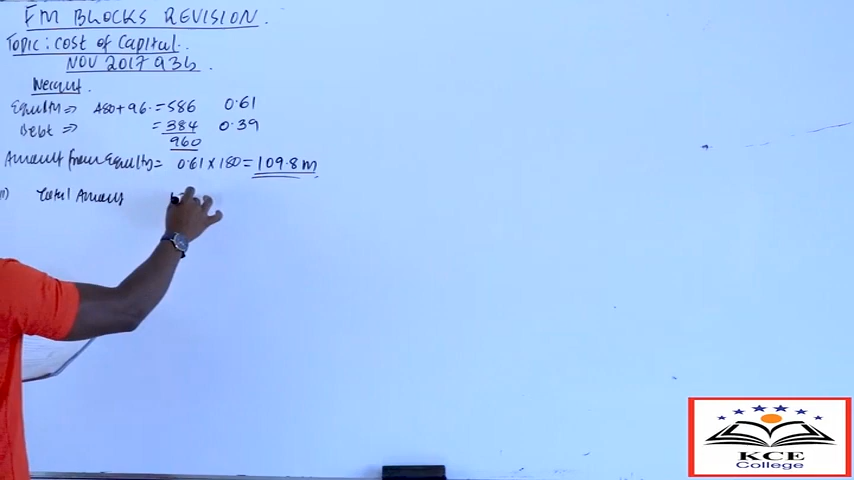 FM BLOCKS REVISION.
Topic: Cost of Capital.
NOV 2017 Q3b.
Weight.
Equity => 480+96 = 586 0.61
Debt => = 384 0.39
960
Amount from Equity = 0.61 x 180 = 109.8m
ii) Total Amount
KCE
College